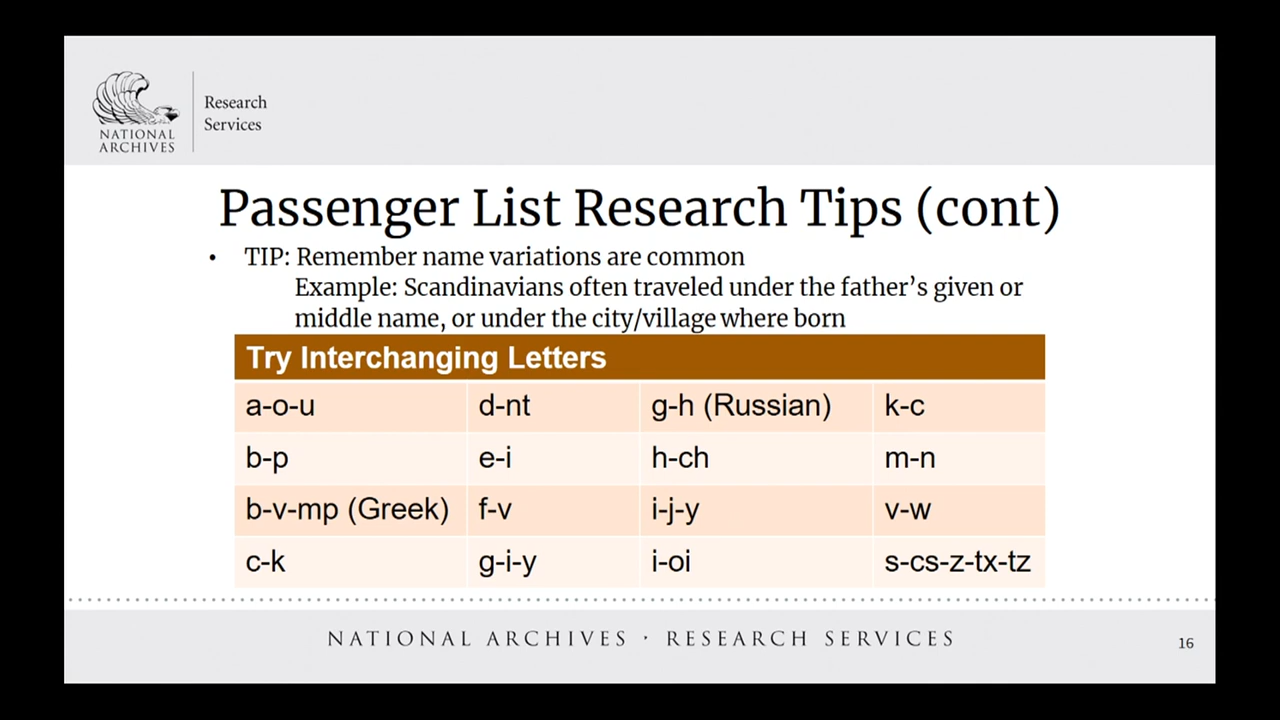 Research
Services
NATIONAL
ARCHIVES
Passenger List Research Tips (cont)
• TIP: Remember name variations are common
Example: Scandinavians often traveled under the father’s given or
middle name, or under the city/village where born
Try Interchanging Letters
a-o-u d-nt g-h (Russian) k-c
b-p e-i h-ch m-n
b-v-mp (Greek) f-v i-j-y v-w
c-k g-i-y i-oi s-cs-z-tx-tz
NATIONAL ARCHIVES · RESEARCH SERVICES
16